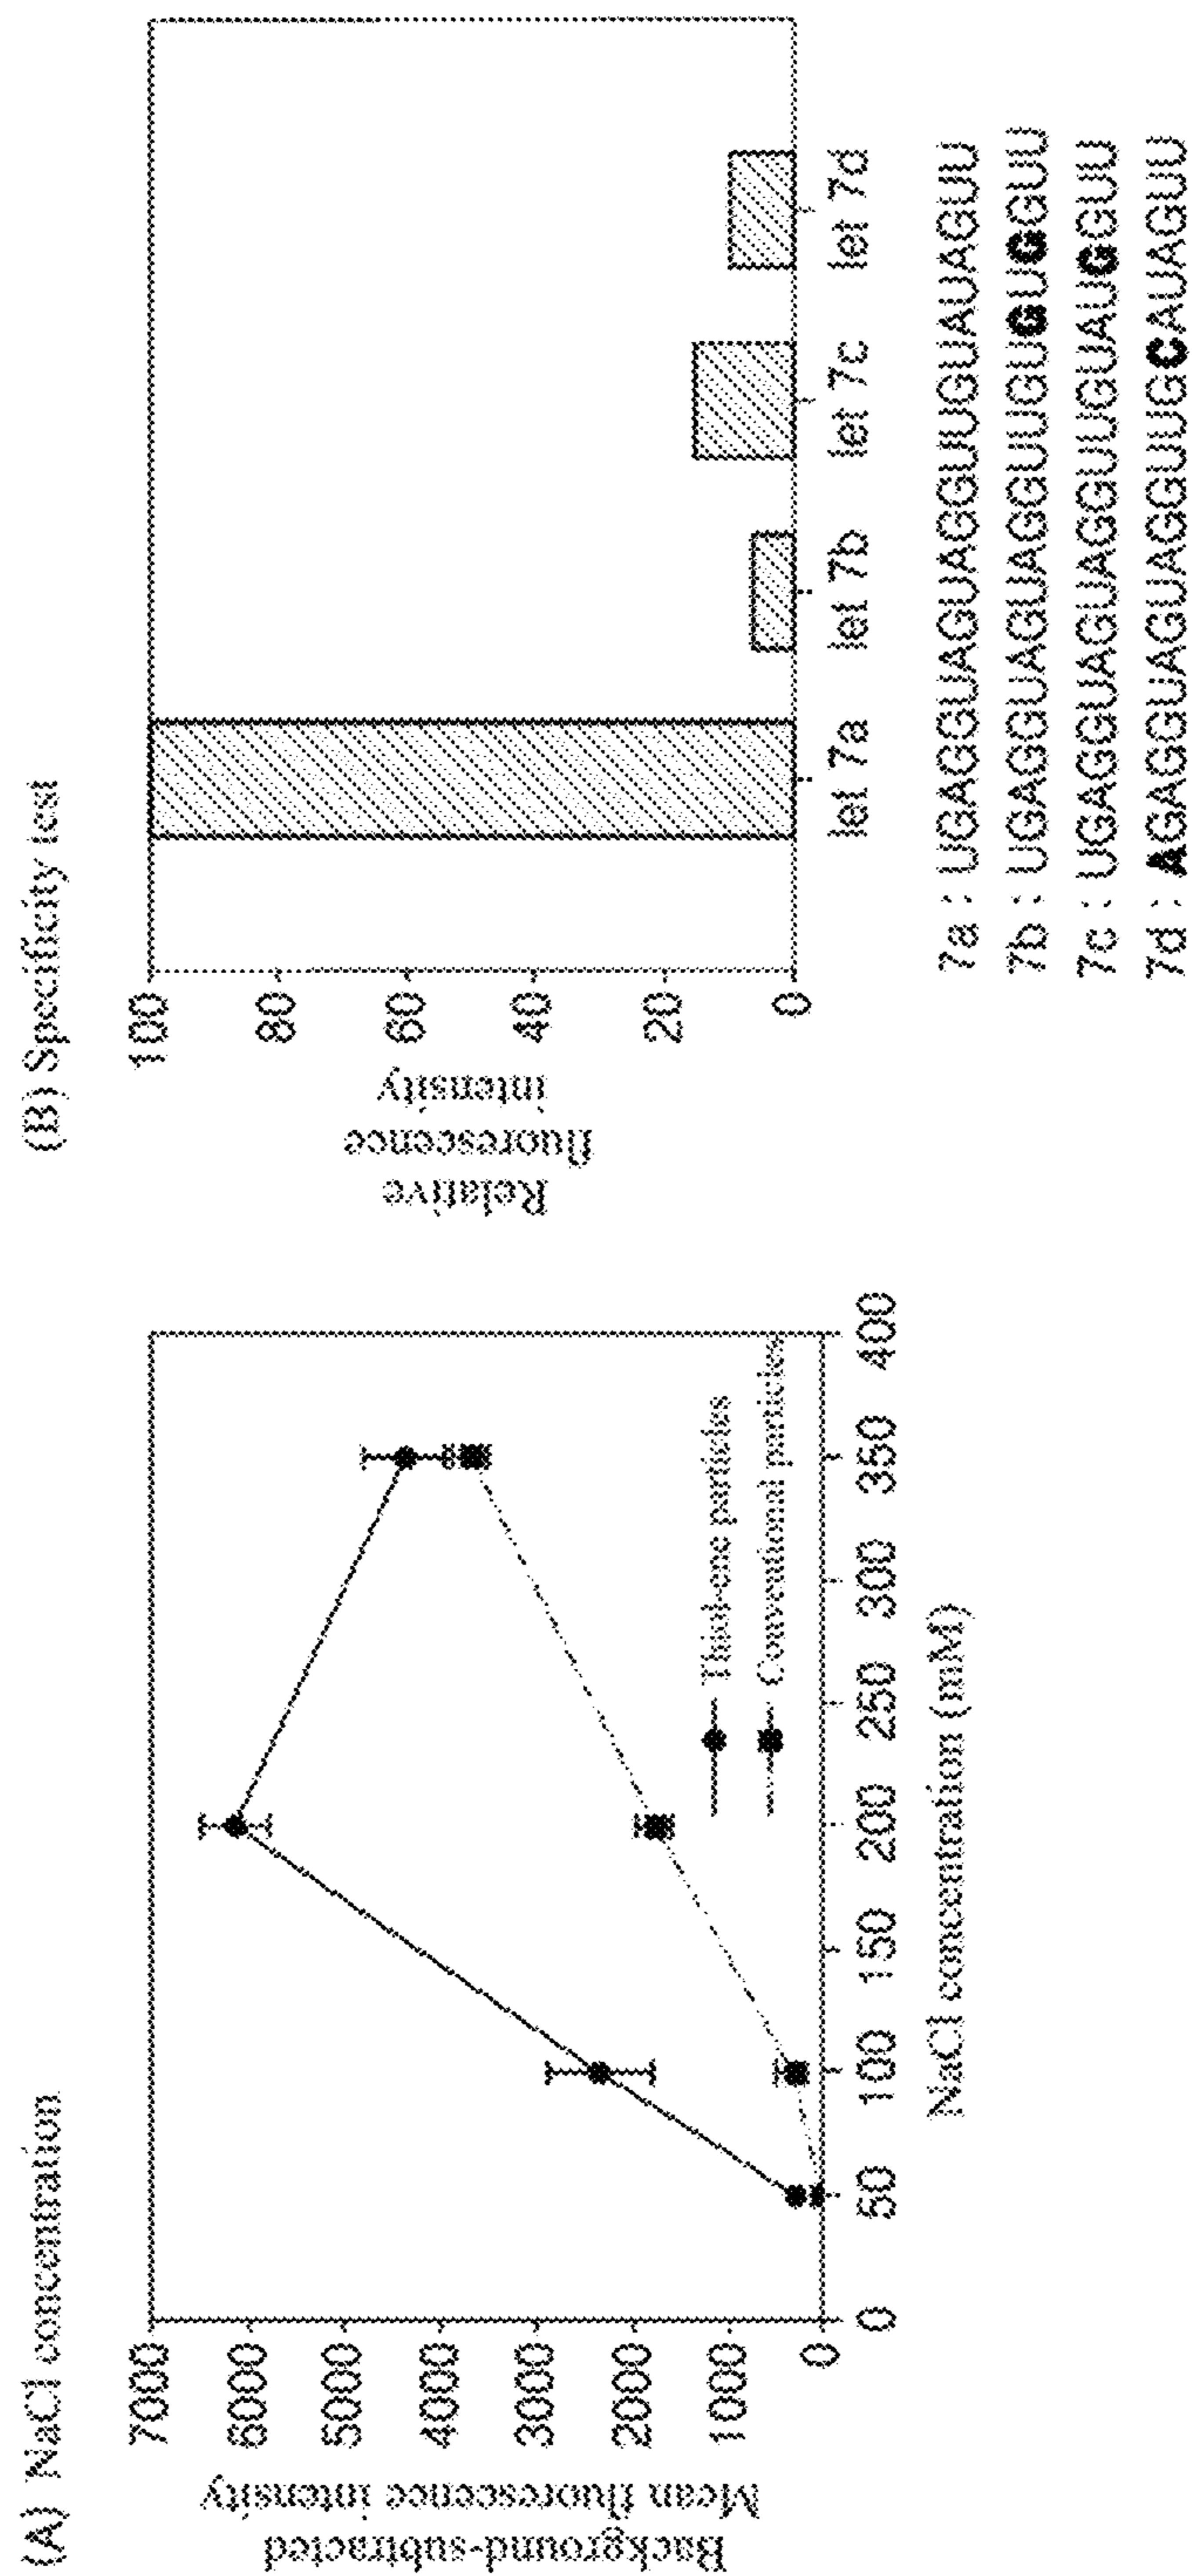 (A) NaCl concentration
Background-subtracted
Mean fluorescence intensity
7000
6000
5000
4000
3000
2000
1000
0
0 50 100 150 200 250 300 350 400
NaCl concentration (mM)
Thiol-ene particles
Conventional particles
(B) Specificity test
Relative
fluorescence
intensity
100
80
60
40
20
0
let 7a let 7b let 7c let 7d
7a : UGAGGUAGUAGGUUGUAUAGUU
7b : UGAGGUAGUAGGUUGUGUGGUU
7c : UGAGGUAGUAGGUUGUAUGGUU
7d : AGAGGUAGUAGGUUGCAUAGUU